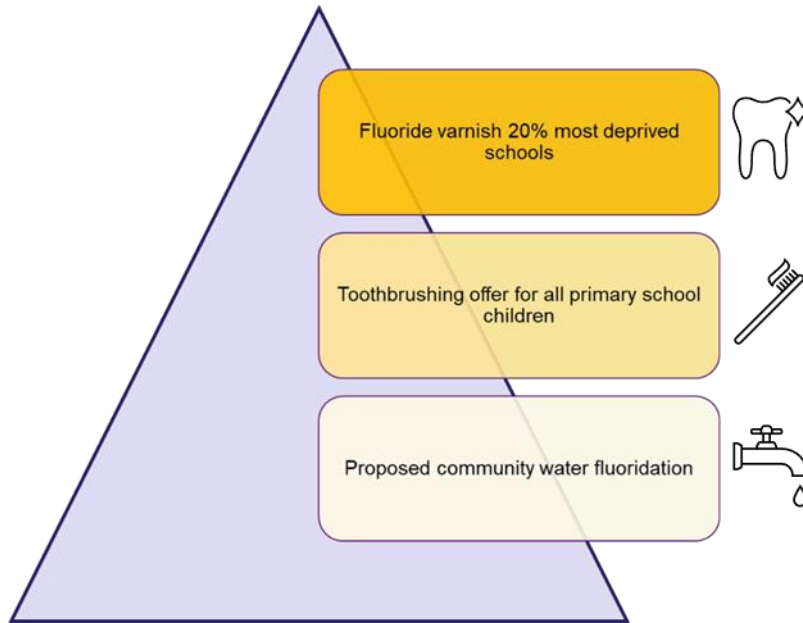 Fluoride varnish 20% most deprived
schools
Toothbrushing offer for all primary school
children
Proposed community water fluoridation